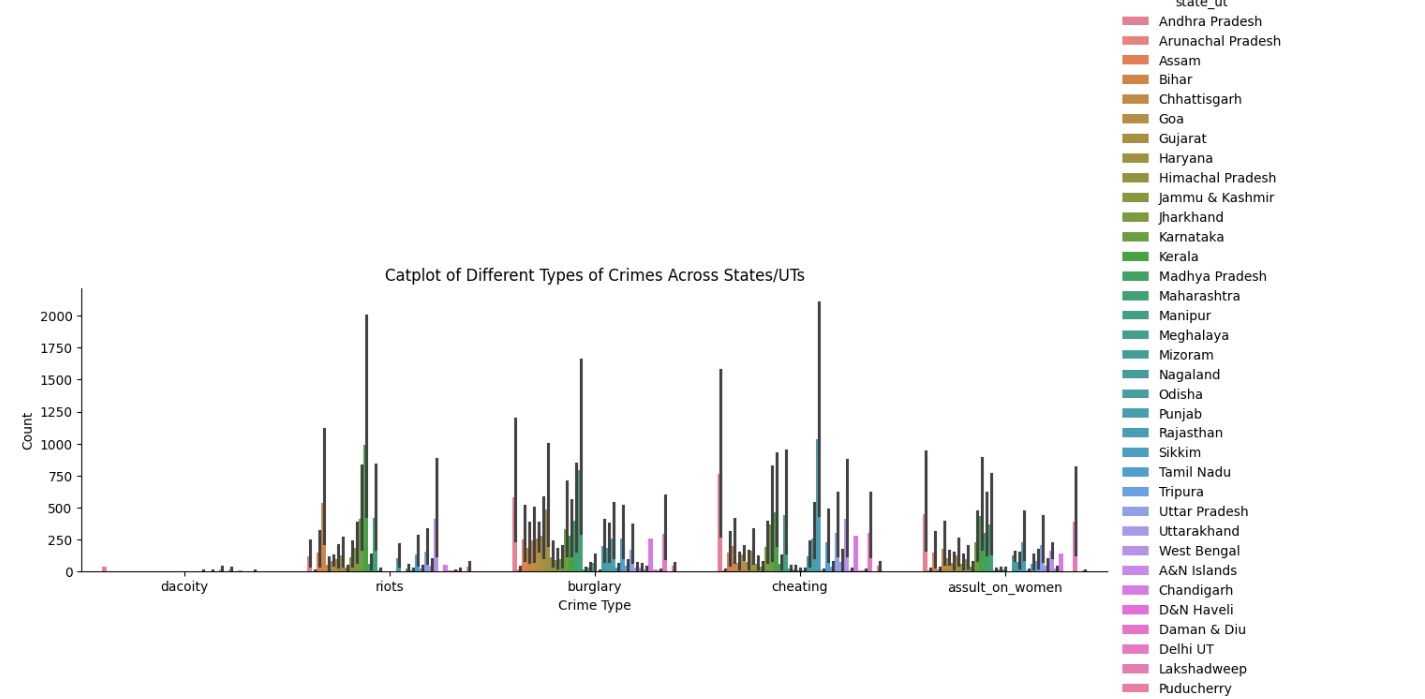 state_ut
Andhra Pradesh
Arunachal Pradesh
Assam
Bihar
Chhattisgarh
Goa
Gujarat
Haryana
Himachal Pradesh
Jammu & Kashmir
Jharkhand
Karnataka
Kerala
Madhya Pradesh
Maharashtra
Manipur
Meghalaya
Mizoram
Nagaland
Odisha
Punjab
Rajasthan
Sikkim
Tamil Nadu
Tripura
Uttar Pradesh
Uttarakhand
West Bengal
A&N Islands
Chandigarh
D&N Haveli
Daman & Diu
Delhi UT
Lakshadweep
Puducherry
Catplot of Different Types of Crimes Across States/UTs
Count
2000
1750
1500
1250
1000
750
500
250
0
dacoity
riots
burglary
cheating
assult_on_women
Crime Type